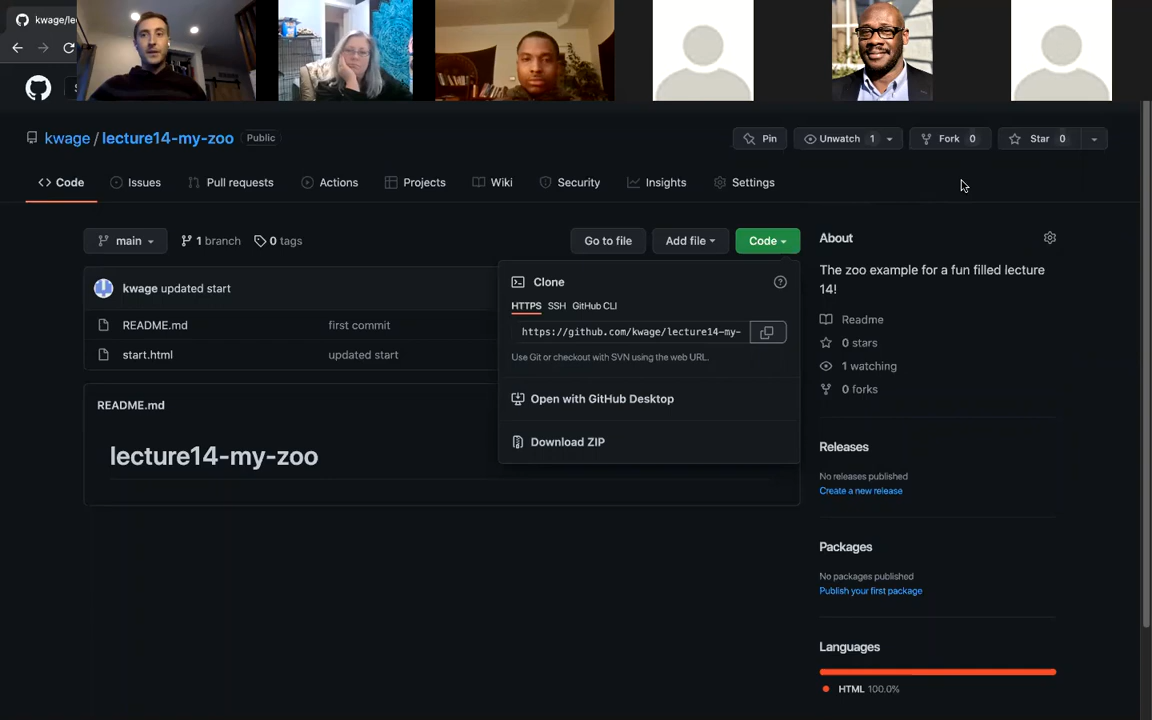 kwage/le
kwage / lecture14-my-zoo Public
Pin Unwatch 1 Fork 0 Star 0
Code Issues Pull requests Actions Projects Wiki Security Insights Settings
main 1 branch 0 tags Go to file Add file Code
kwage updated start
README.md first commit
start.html updated start
README.md
lecture14-my-zoo
Clone
HTTPS SSH GitHub CLI
https://github.com/kwage/lecture14-my-
Use Git or checkout with SVN using the web URL.
Open with GitHub Desktop
Download ZIP
About
The zoo example for a fun filled lecture
14!
Readme
0 stars
1 watching
0 forks
Releases
No releases published
Create a new release
Packages
No packages published
Publish your first package
Languages
HTML 100.0%